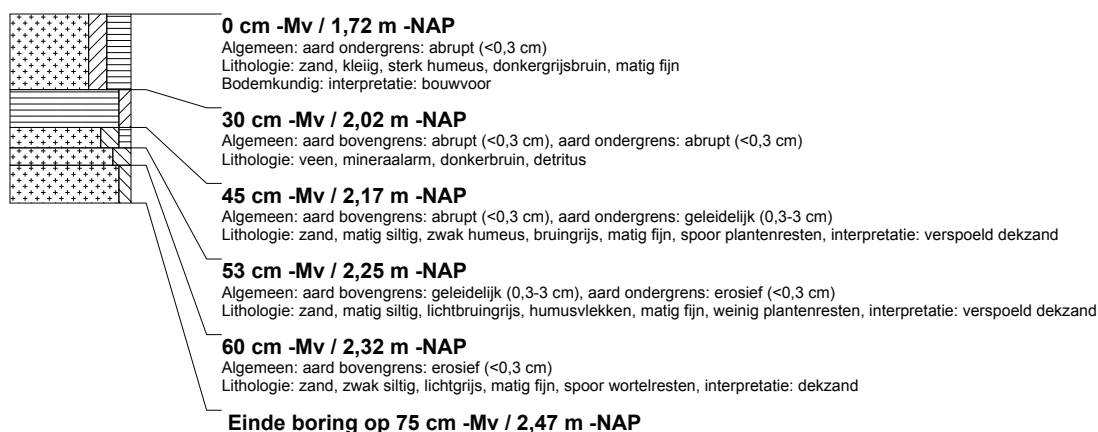 0 cm -Mv / 1,72 m -NAP
Algemeen: aard ondergrens: abrupt (<0,3 cm)
Lithologie: zand, kleiig, sterk humeus, donkergrijsbruin, matig fijn
Bodemkundig: interpretatie: bouwvoor
30 cm -Mv / 2,02 m -NAP
Algemeen: aard bovengrens: abrupt (<0,3 cm), aard ondergrens: abrupt (<0,3 cm)
Lithologie: veen, mineraalarm, donkerbruin, detritus
45 cm -Mv / 2,17 m -NAP
Algemeen: aard bovengrens: abrupt (<0,3 cm), aard ondergrens: geleidelijk (0,3-3 cm)
Lithologie: zand, matig siltig, zwak humeus, bruingrijs, matig fijn, spoor plantenresten, interpretatie: verspoeld dekzand
53 cm -Mv / 2,25 m -NAP
Algemeen: aard bovengrens: geleidelijk (0,3-3 cm), aard ondergrens: erosief (<0,3 cm)
Lithologie: zand, matig siltig, lichtbruingrijs, humusvlekken, matig fijn, weinig plantenresten, interpretatie: verspoeld dekzand
60 cm -Mv / 2,32 m -NAP
Algemeen: aard bovengrens: erosief (<0,3 cm)
Lithologie: zand, zwak siltig, lichtgrijs, matig fijn, spoor wortelresten, interpretatie: dekzand
Einde boring op 75 cm -Mv / 2,47 m -NAP